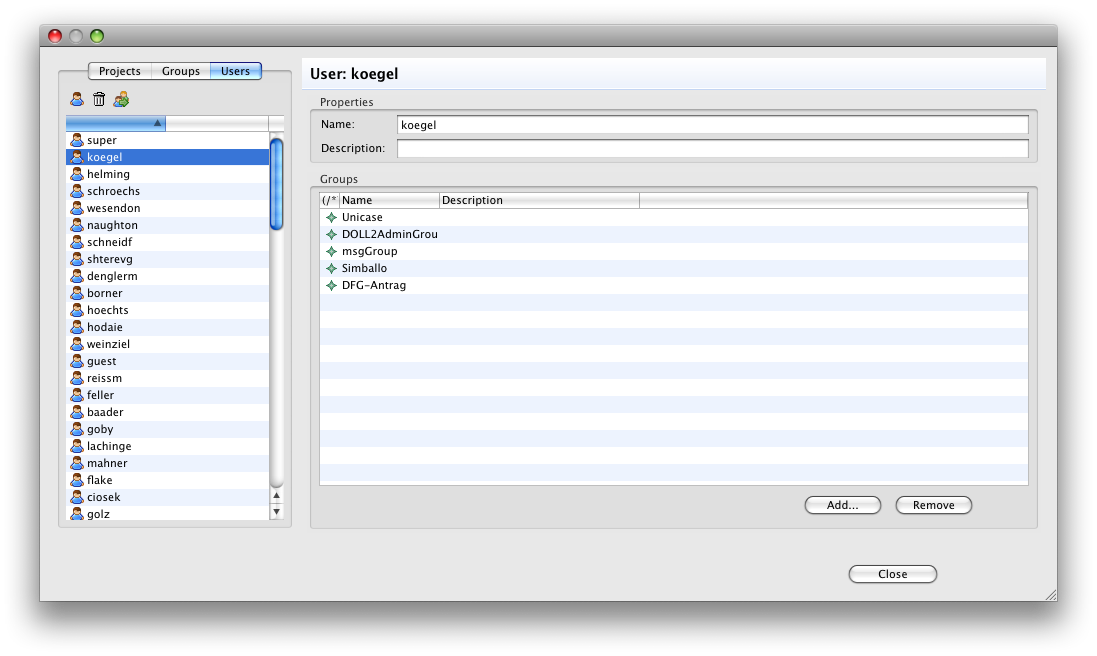 Projects Groups Users
super
koegel
helming
schroechs
wesendon
naughton
schneidf
shterevg
denglerm
borner
hoechts
hodaie
weinziel
guest
reissm
feller
baader
goby
lachinge
mahner
flake
ciosek
golz
User: koegel
Properties
Name: koegel
Description:
Groups
(/* Name Description
Unicase
DOLL2AdminGrou
msgGroup
Simballo
DFG-Antrag
Add... Remove
Close